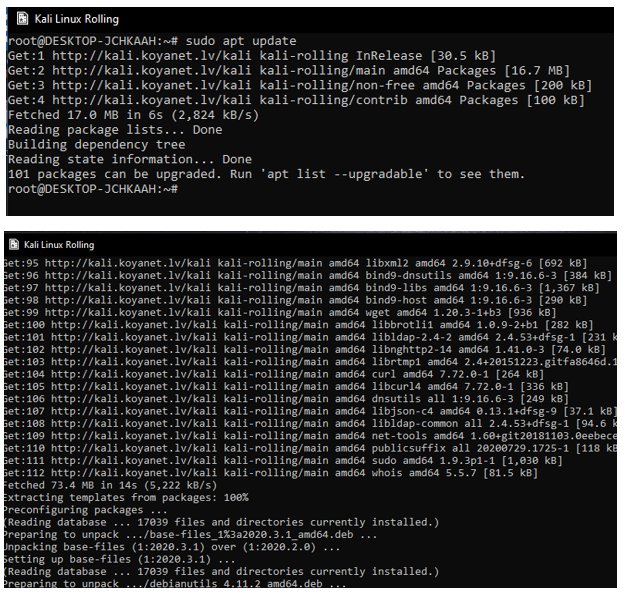 Kali Linux Rolling
root@DESKTOP-JCHKAAH:~# sudo apt update
Get:1 http://kali.koyanet.lv/kali kali-rolling InRelease [30.5 kB]
Get:2 http://kali.koyanet.lv/kali kali-rolling/main amd64 Packages [16.7 MB]
Get:3 http://kali.koyanet.lv/kali kali-rolling/non-free amd64 Packages [200 kB]
Get:4 http://kali.koyanet.lv/kali kali-rolling/contrib amd64 Packages [100 kB]
Fetched 17.0 MB in 6s (2,824 kB/s)
Reading package lists... Done
Building dependency tree
Reading state information... Done
101 packages can be upgraded. Run 'apt list --upgradable' to see them.
root@DESKTOP-JCHKAAH:~#
Kali Linux Rolling
Get:95 http://kali.koyanet.lv/kali kali-rolling/main amd64 libxml2 amd64 2.9.10+dfsg-6 [692 kB]
Get:96 http://kali.koyanet.lv/kali kali-rolling/main amd64 bind9-dnsutils amd64 1:9.16.6-3 [384 kB]
Get:97 http://kali.koyanet.lv/kali kali-rolling/main amd64 bind9-libs amd64 1:9.16.6-3 [1,367 kB]
Get:98 http://kali.koyanet.lv/kali kali-rolling/main amd64 bind9-host amd64 1:9.16.6-3 [290 kB]
Get:99 http://kali.koyanet.lv/kali kali-rolling/main amd64 wget amd64 1.20.3-1+b3 [936 kB]
Get:100 http://kali.koyanet.lv/kali kali-rolling/main amd64 libbrotli1 amd64 1.0.9-2+b1 [282 kB]
Get:101 http://kali.koyanet.lv/kali kali-rolling/main amd64 libldap-2.4-2 amd64 2.4.53+dfsg-1 [231 k
Get:102 http://kali.koyanet.lv/kali kali-rolling/main amd64 libnghttp2-14 amd64 1.41.0-3 [74.0 kB]
Get:103 http://kali.koyanet.lv/kali kali-rolling/main amd64 librtmp1 amd64 2.4+20151223.gitfa8646d.1
Get:104 http://kali.koyanet.lv/kali kali-rolling/main amd64 curl amd64 7.72.0-1 [264 kB]
Get:105 http://kali.koyanet.lv/kali kali-rolling/main amd64 libcurl4 amd64 7.72.0-1 [336 kB]
Get:106 http://kali.koyanet.lv/kali kali-rolling/main amd64 dnsutils all 1:9.16.6-3 [249 kB]
Get:107 http://kali.koyanet.lv/kali kali-rolling/main amd64 libjson-c4 amd64 0.13.1+dfsg-9 [37.1 kB]
Get:108 http://kali.koyanet.lv/kali kali-rolling/main amd64 libldap-common all 2.4.53+dfsg-1 [94.6 k
Get:109 http://kali.koyanet.lv/kali kali-rolling/main amd64 net-tools amd64 1.60+git20181103.0eebece
Get:110 http://kali.koyanet.lv/kali kali-rolling/main amd64 publicsuffix all 20200729.1725-1 [118 kB
Get:111 http://kali.koyanet.lv/kali kali-rolling/main amd64 sudo amd64 1.9.3p1-1 [1,030 kB]
Get:112 http://kali.koyanet.lv/kali kali-rolling/main amd64 whois amd64 5.5.7 [81.5 kB]
Fetched 73.4 MB in 14s (5,222 kB/s)
Extracting templates from packages: 100%
Preconfiguring packages ...
(Reading database ... 17039 files and directories currently installed.)
Preparing to unpack .../base-files_1%3a2020.3.1_amd64.deb ...
Unpacking base-files (1:2020.3.1) over (1:2020.2.0) ...
Setting up base-files (1:2020.3.1) ...
(Reading database ... 17039 files and directories currently installed.)
Preparing to unpack .../debianutils_4.11.2_amd64.deb ...